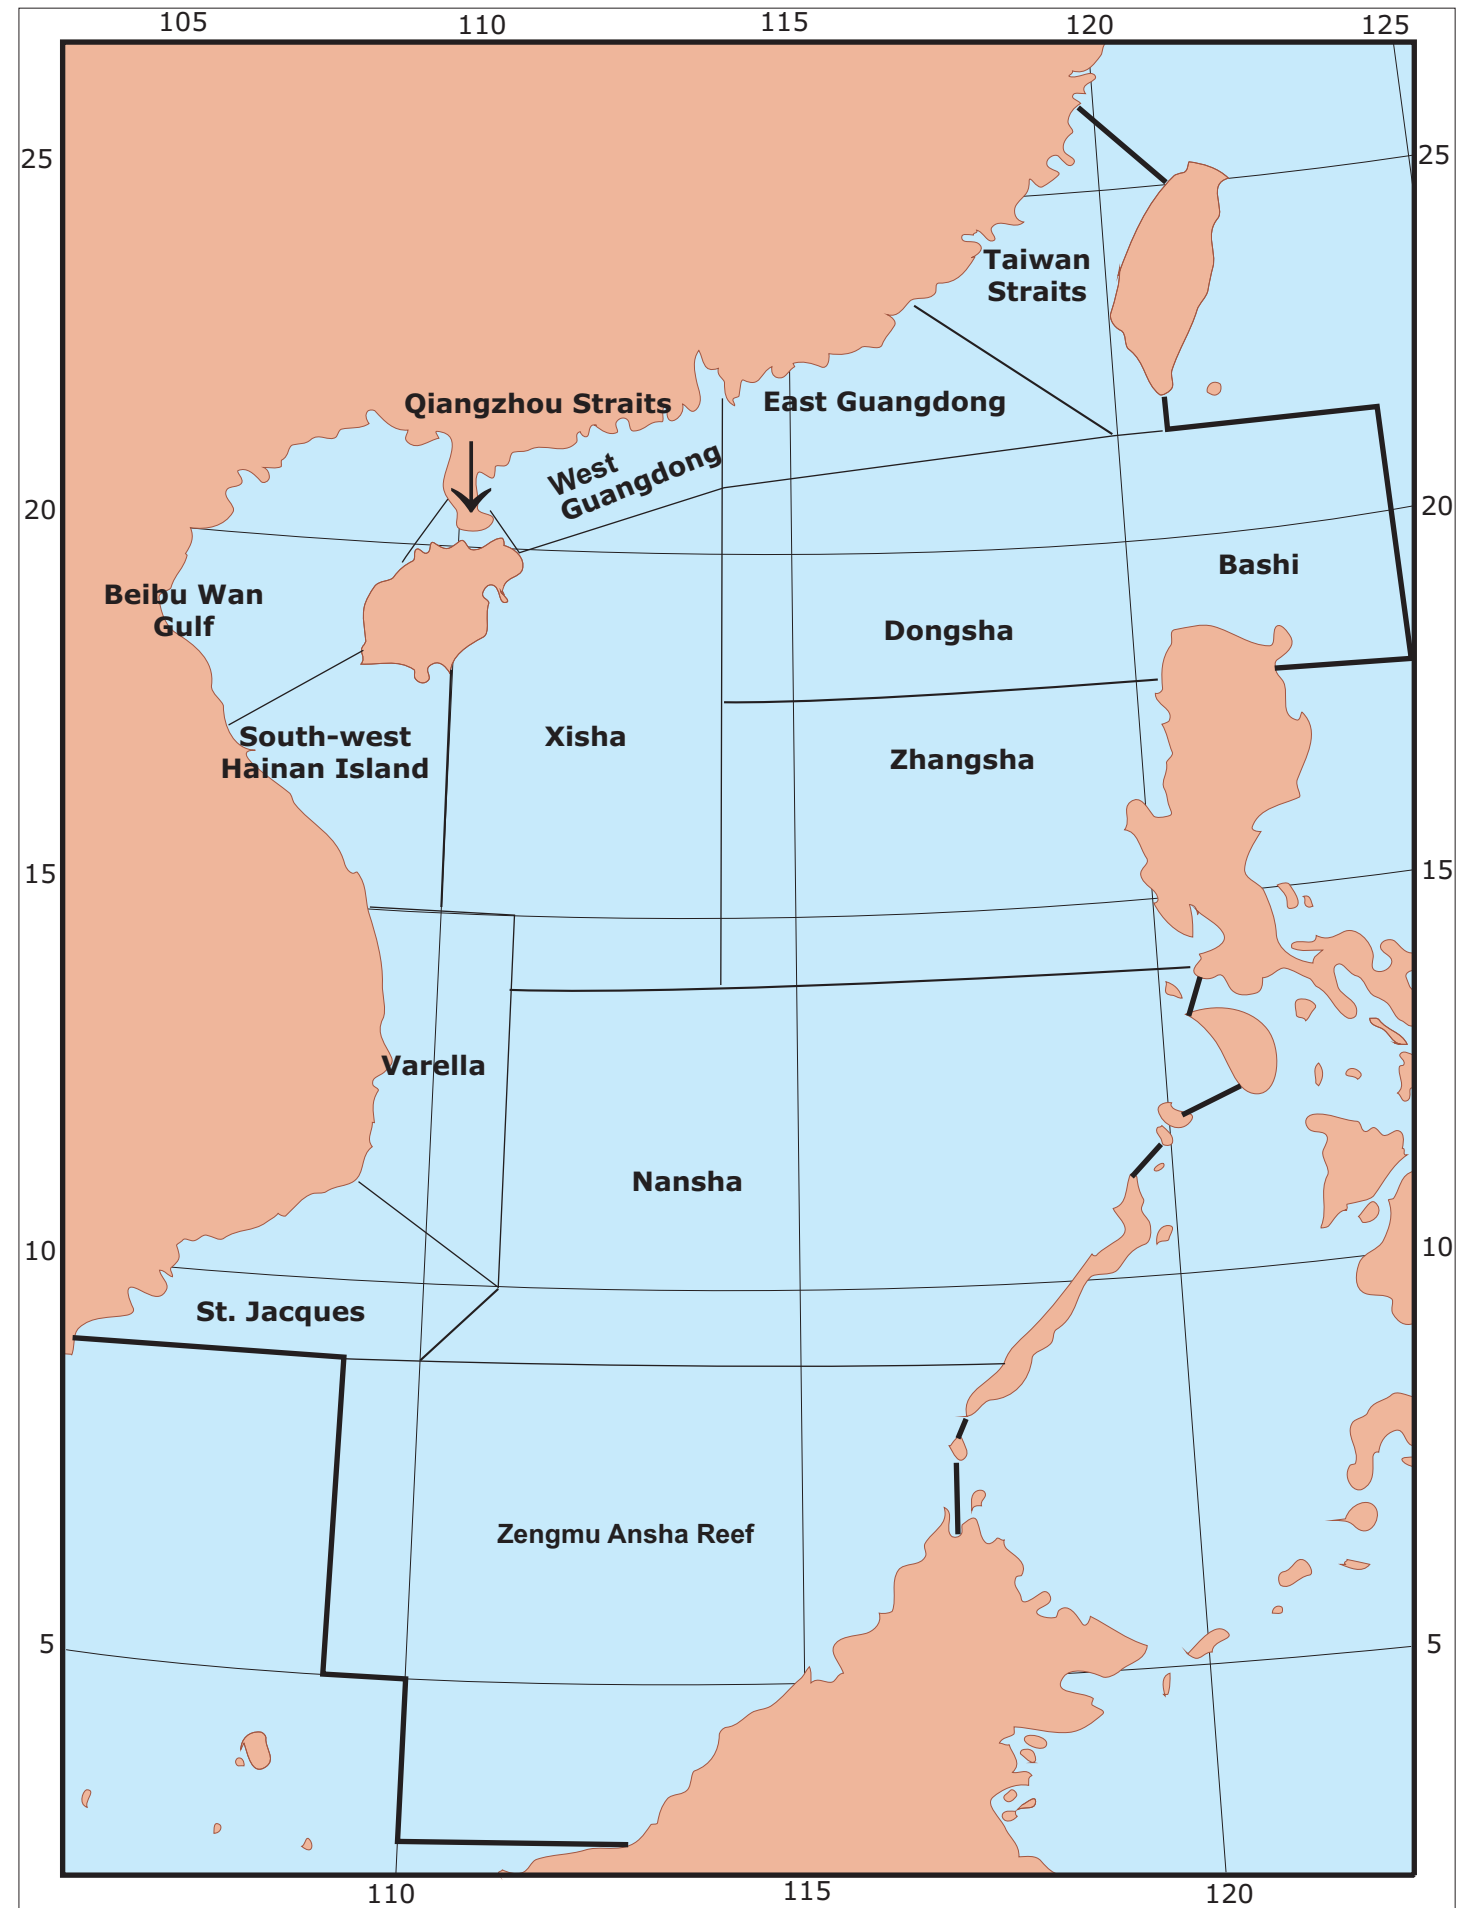 105
110
115
120
125
25
25
Taiwan
Straits
Qiangzhou Straits
East Guangdong
West
Guangdong
20
20
Bashi
Beibu Wan
Gulf
Dongsha
South-west
Hainan Island
Xisha
Zhangsha
15
15
Varella
Nansha
10
10
St. Jacques
Zengmu Ansha Reef
5
5
110
115
120